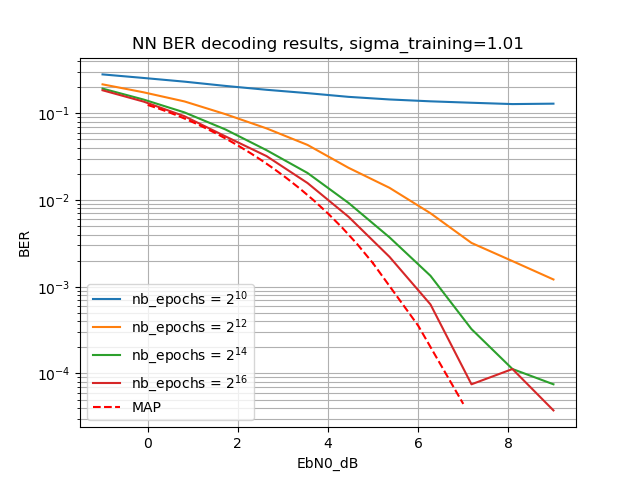 NN BER decoding results, sigma_training=1.01
BER
10⁻¹
10⁻²
10⁻³
10⁻⁴
nb_epochs = 2¹⁰
nb_epochs = 2¹²
nb_epochs = 2¹⁴
nb_epochs = 2¹⁶
MAP
0 2 4 6 8
EbN0_dB